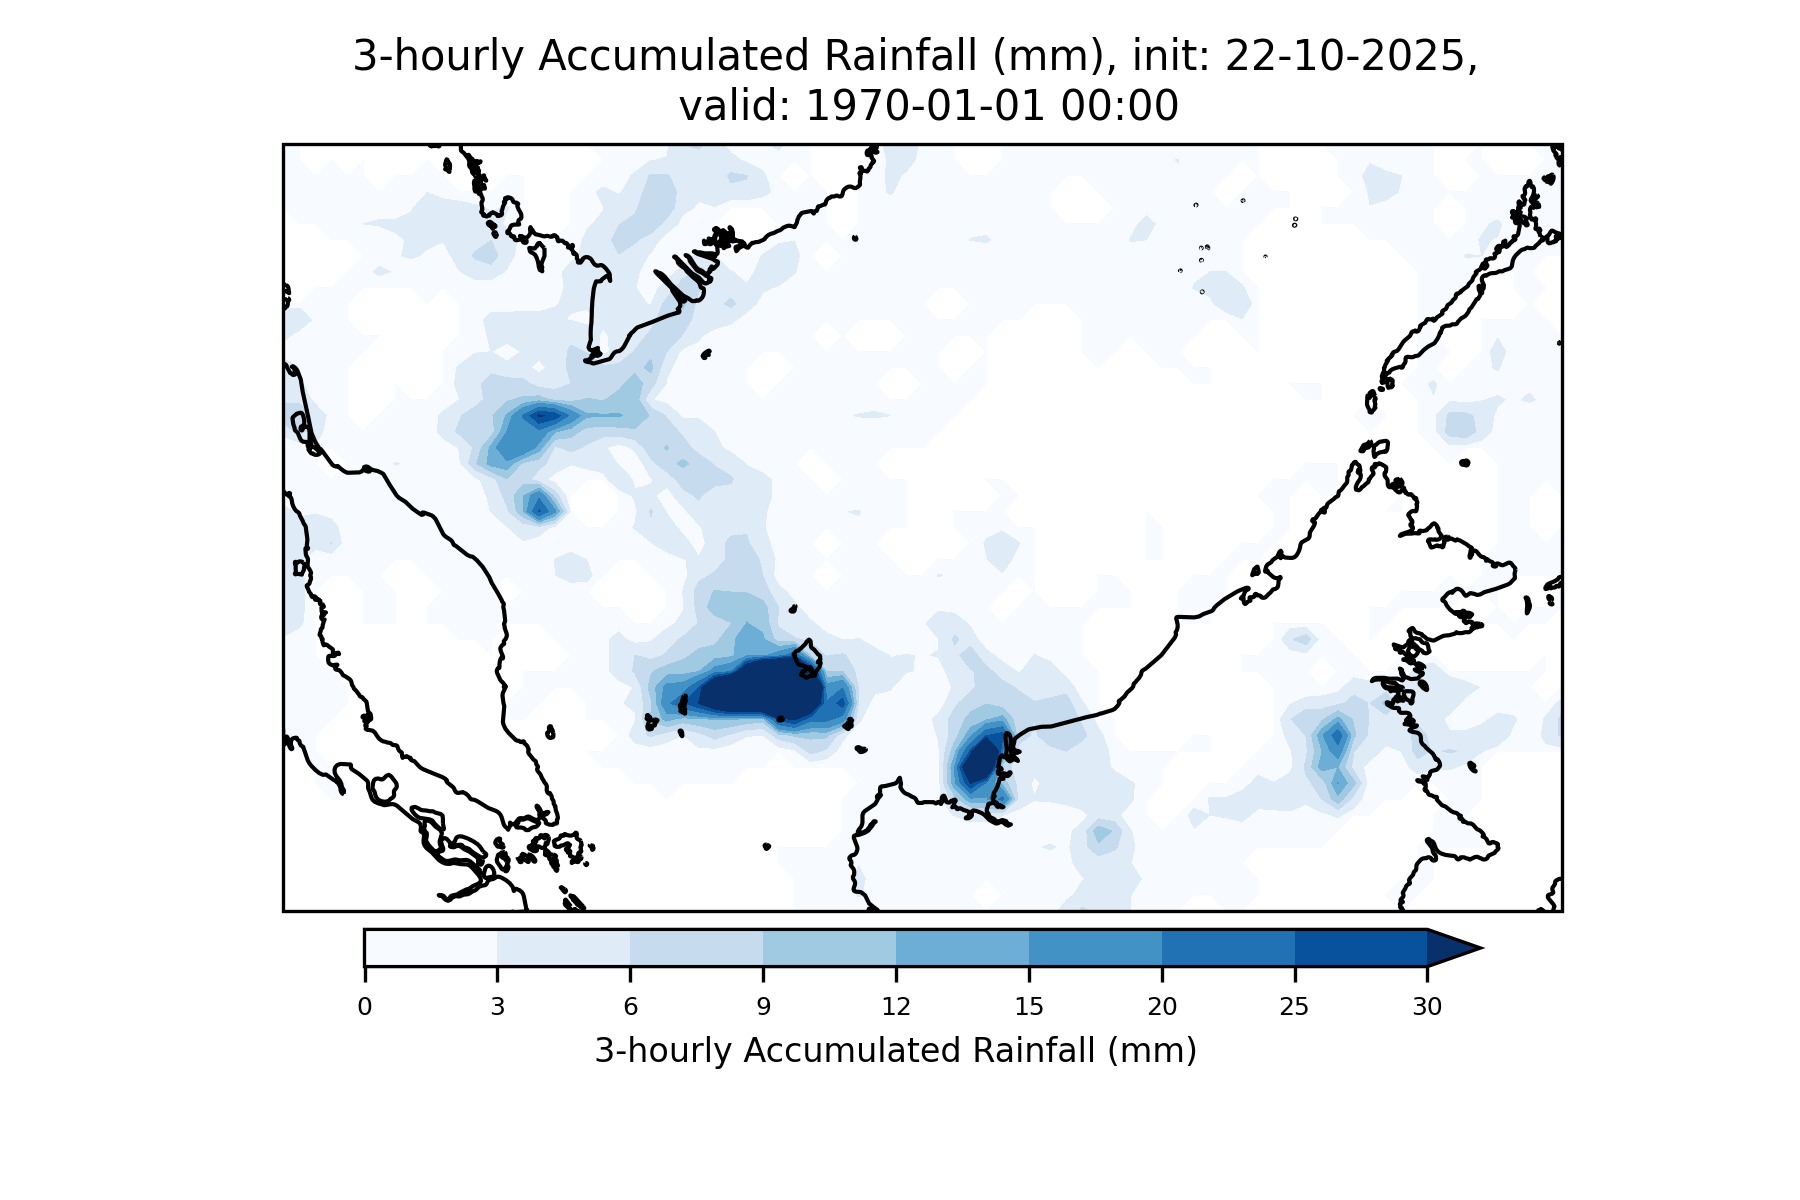 3-hourly Accumulated Rainfall (mm), init: 22-10-2025,
valid: 1970-01-01 00:00
0 3 6 9 12 15 20 25 30
3-hourly Accumulated Rainfall (mm)